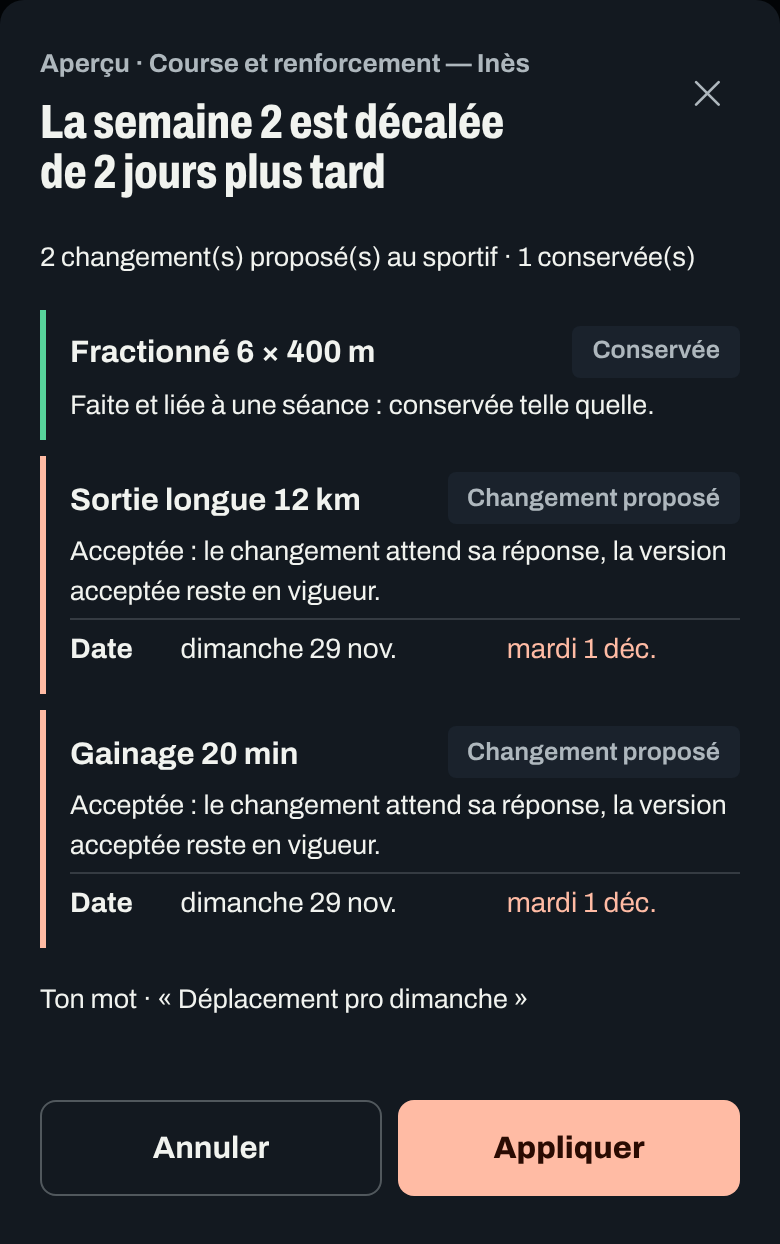 Aperçu · Course et renforcement — Inès
La semaine 2 est décalée
de 2 jours plus tard
2 changement(s) proposé(s) au sportif · 1 conservée(s)
Fractionné 6 × 400 m
Conservée
Faite et liée à une séance : conservée telle quelle.
Sortie longue 12 km
Changement proposé
Acceptée : le changement attend sa réponse, la version
acceptée reste en vigueur.
Date dimanche 29 nov. mardi 1 déc.
Gainage 20 min
Changement proposé
Acceptée : le changement attend sa réponse, la version
acceptée reste en vigueur.
Date dimanche 29 nov. mardi 1 déc.
Ton mot · « Déplacement pro dimanche »
Annuler
Appliquer